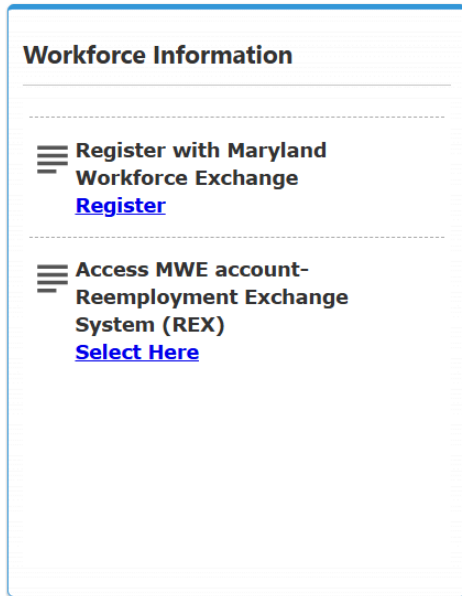 Workforce Information
Register with Maryland
Workforce Exchange
Register
Access MWE account-
Reemployment Exchange
System (REX)
Select Here